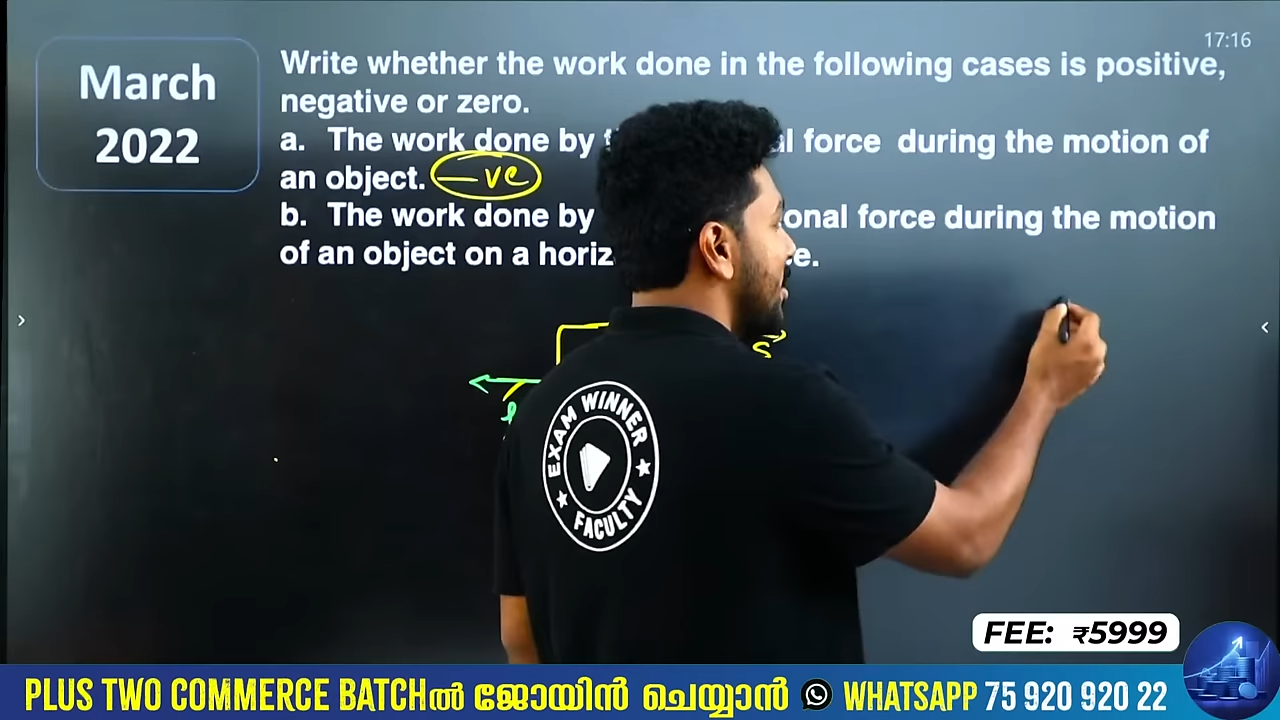 17:16
March
2022
Write whether the work done in the following cases is positive,
negative or zero.
a. The work done by force during the motion of
an object. -ve
b. The work done by force during the motion
of an object on a horiz
S
EXAM WINNER
FACULTY
FEE: ₹5999
PLUS TWO COMMERCE BATCHൽ ജോയിൻ ചെയ്യാൻ WHATSAPP 75 920 920 22